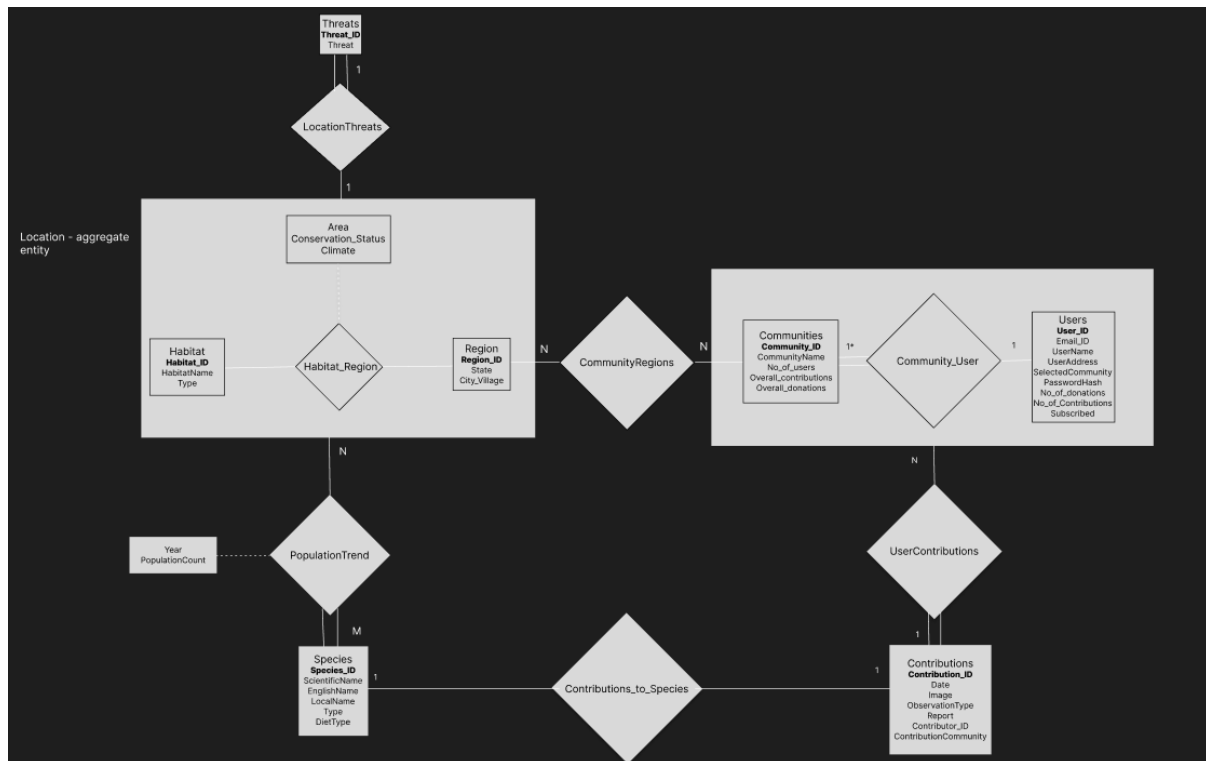 Threats
Threat_ID
Threat
1
LocationThreats
1
Location - aggregate
entity
Area
Conservation_Status
Climate
Habitat
Habitat_ID
HabitatName
Type
Habitat_Region
Region
Region_ID
State
City_Village
N
CommunityRegions
N
Communities
Community_ID
CommunityName
No_of_users
Overall_contributions
Overall_donations
1*
Community_User
1
Users
User_ID
Email_ID
UserName
UserAddress
SelectedCommunity
PasswordHash
No_of_donations
No_of_Contributions
Subscribed
N
N
Year
PopulationCount
PopulationTrend
UserContributions
M
1
Species
Species_ID
ScientificName
EnglishName
LocalName
Type
DietType
1
Contributions_to_Species
1
Contributions
Contribution_ID
Date
Image
ObservationType
Report
Contributor_ID
ContributionCommunity